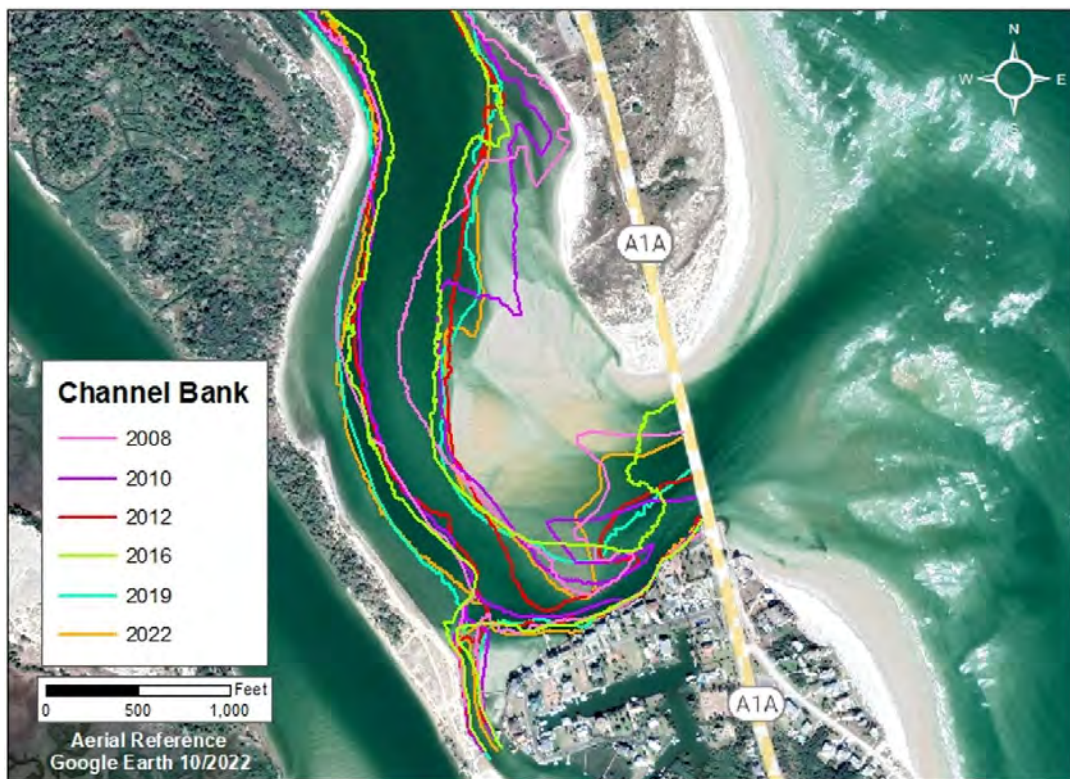 N
W E
S
A1A
Channel Bank
2008
2010
2012
2016
2019
2022
Feet
0 500 1,000
A1A
Aerial Reference
Google Earth 10/2022